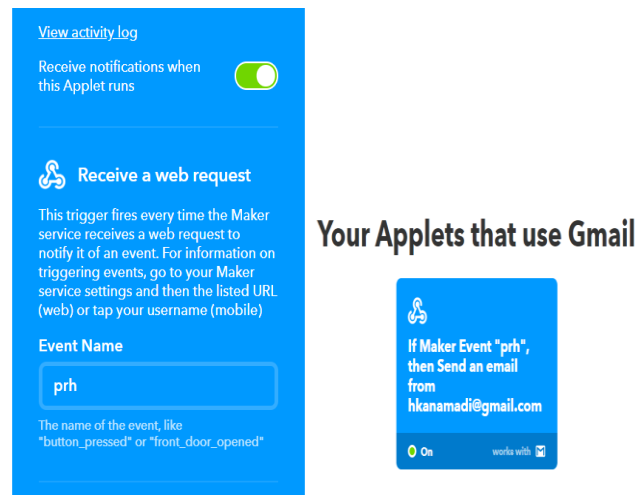 View activity log
Receive notifications when
this Applet runs
Receive a web request
This trigger fires every time the Maker
service receives a web request to
notify it of an event. For information on
triggering events, go to your Maker
service settings and then the listed URL
(web) or tap your username (mobile)
Event Name
prh
The name of the event, like
"button_pressed" or "front_door_opened"
Your Applets that use Gmail
If Maker Event "prh",
then Send an email
from
hkanamadi@gmail.com
On works with